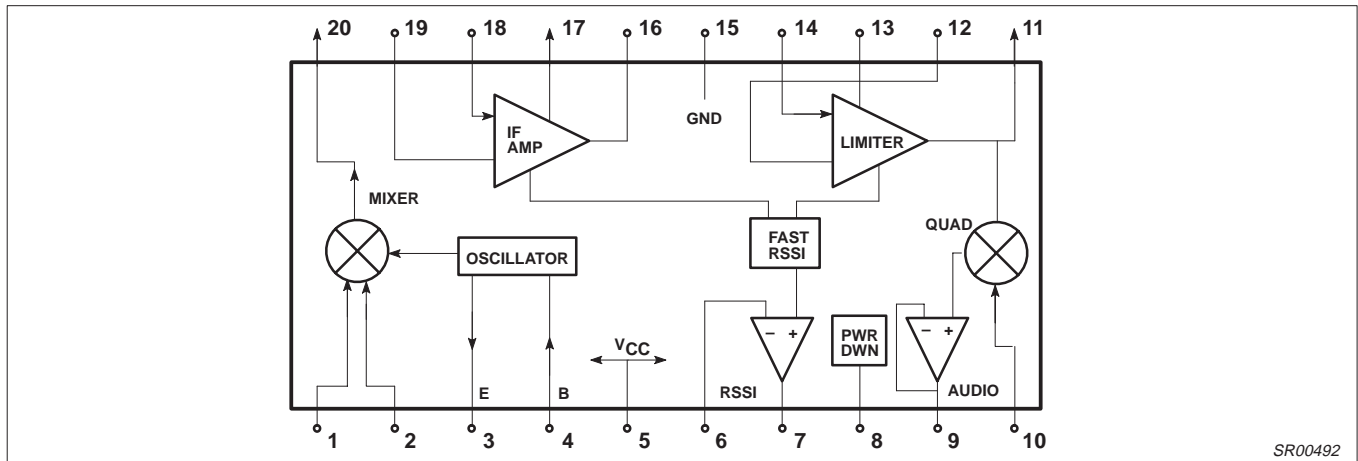 20 19 18 17 16 15 14 13 12 11
IF
AMP
GND
LIMITER
MIXER
OSCILLATOR
FAST
RSSI
QUAD
VCC
– +
PWR
DWN
– +
E B RSSI AUDIO
1 2 3 4 5 6 7 8 9 10
SR00492